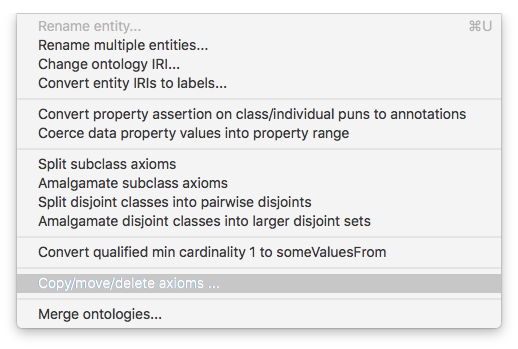 Rename entity... ⌘U
Rename multiple entities...
Change ontology IRI...
Convert entity IRIs to labels...
Convert property assertion on class/individual puns to annotations
Coerce data property values into property range
Split subclass axioms
Amalgamate subclass axioms
Split disjoint classes into pairwise disjoints
Amalgamate disjoint classes into larger disjoint sets
Convert qualified min cardinality 1 to someValuesFrom
Copy/move/delete axioms ...
Merge ontologies...